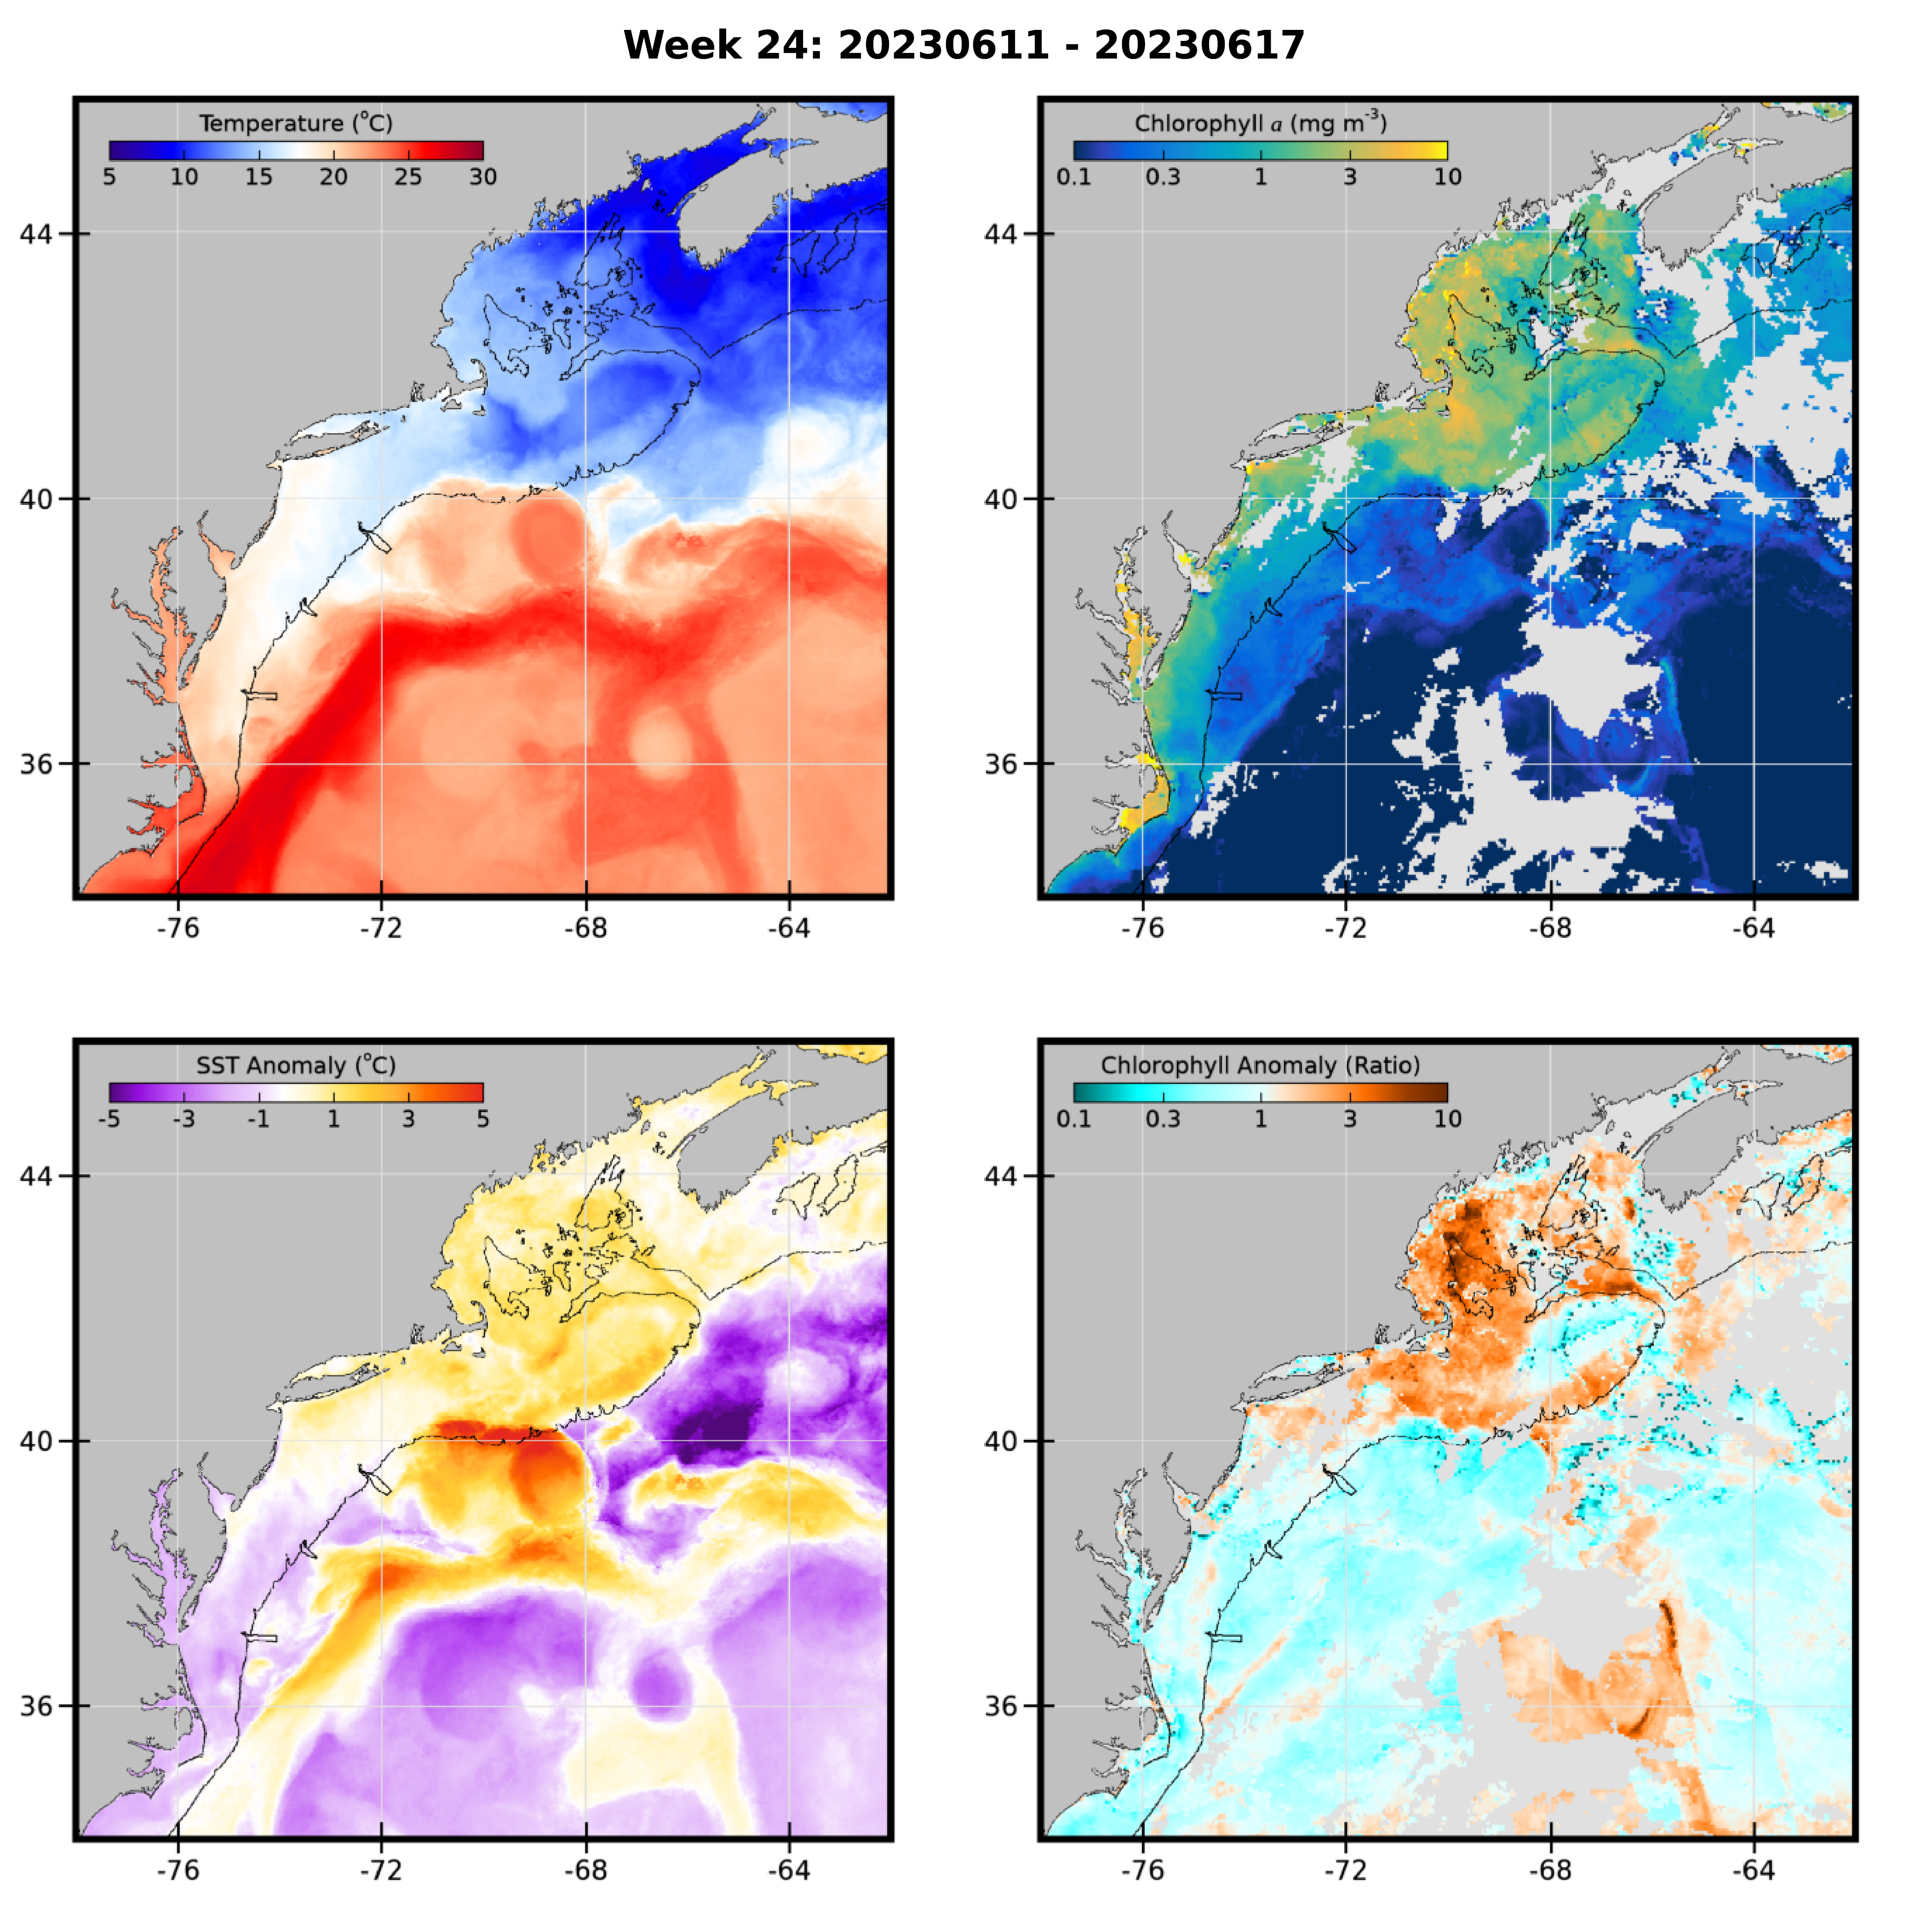 Week 24: 20230611 - 20230617
Temperature (°C)
5 10 15 20 25 30
44
40
36
-76 -72 -68 -64
Chlorophyll a (mg m⁻³)
0.1 0.3 1 3 10
44
40
36
-76 -72 -68 -64
SST Anomaly (°C)
-5 -3 -1 1 3 5
44
40
36
-76 -72 -68 -64
Chlorophyll Anomaly (Ratio)
0.1 0.3 1 3 10
44
40
36
-76 -72 -68 -64